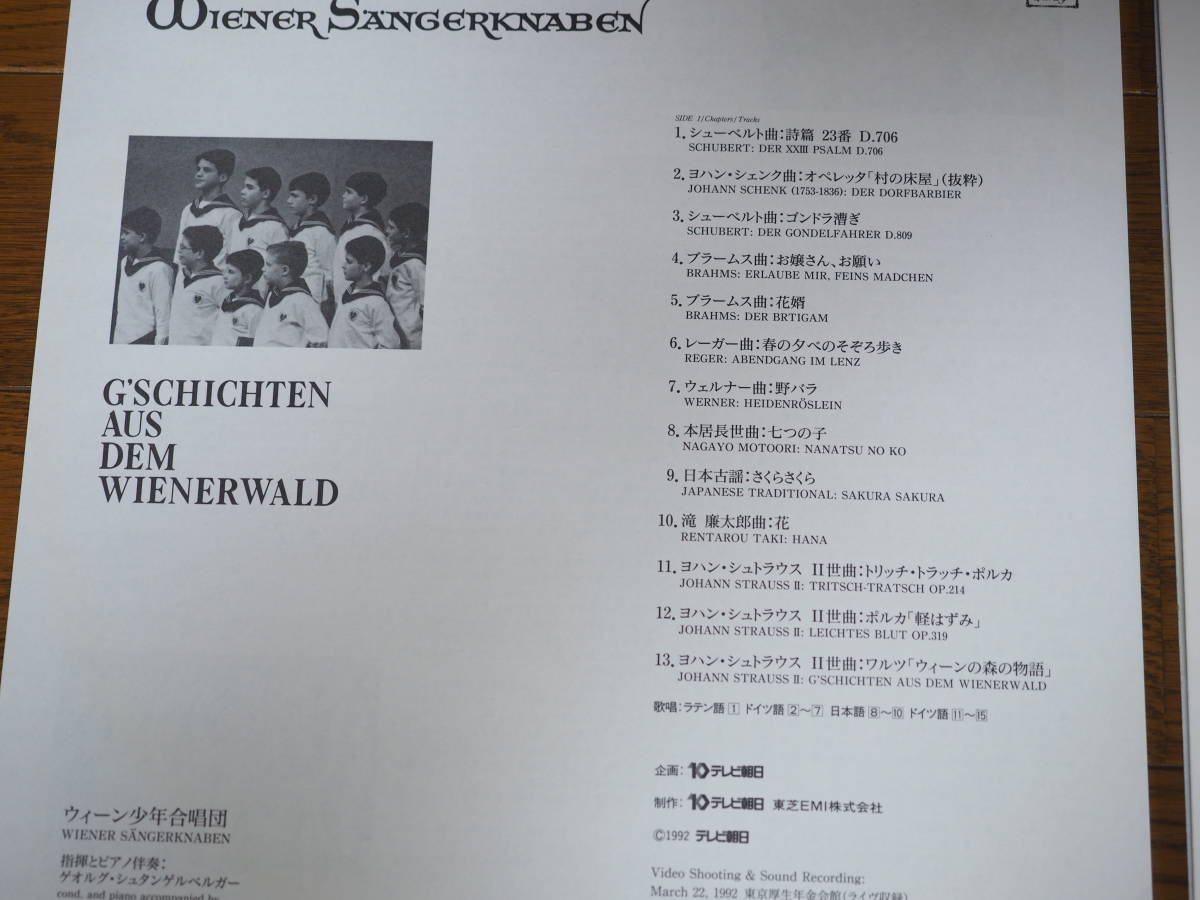 WIENER SÄNGERKNABEN
G'SCHICHTEN
AUS
DEM
WIENERWALD
SIDE 1/Chapters/Tracks
1. シューベルト曲：詩篇 23番 D.706
SCHUBERT: DER XXIII PSALM D.706
2. ヨハン・シェンク曲：オペレッタ「村の床屋」（抜粋）
JOHANN SCHENK (1753-1836): DER DORFBARBIER
3. シューベルト曲：ゴンドラ漕ぎ
SCHUBERT: DER GONDELFAHRER D.809
4. ブラームス曲：お嬢さん、お願い
BRAHMS: ERLAUBE MIR, FEINS MADCHEN
5. ブラームス曲：花婿
BRAHMS: DER BRTIGAM
6. レーガー曲：春の夕べのそぞろ歩き
REGER: ABENDGANG IM LENZ
7. ウェルナー曲：野バラ
WERNER: HEIDENRÖSLEIN
8. 本居長世曲：七つの子
NAGAYO MOTOORI: NANATSU NO KO
9. 日本古謡：さくらさくら
JAPANESE TRADITIONAL: SAKURA SAKURA
10. 滝 廉太郎曲：花
RENTAROU TAKI: HANA
11. ヨハン・シュトラウス II世曲：トリッチ・トラッチ・ポルカ
JOHANN STRAUSS II: TRITSCH-TRATSCH OP.214
12. ヨハン・シュトラウス II世曲：ポルカ「軽はずみ」
JOHANN STRAUSS II: LEICHTES BLUT OP.319
13. ヨハン・シュトラウス II世曲：ワルツ「ウィーンの森の物語」
JOHANN STRAUSS II: G'SCHICHTEN AUS DEM WIENERWALD
歌唱：ラテン語 1 ドイツ語 2〜7 日本語 8〜10 ドイツ語 11〜15
企画：10テレビ朝日
制作：10テレビ朝日 東芝EMI株式会社
©1992 テレビ朝日
Video Shooting & Sound Recording:
March 22, 1992 東京厚生年金会館（ライヴ収録）
ウィーン少年合唱団
WIENER SÄNGERKNABEN
指揮とピアノ伴奏：
ゲオルグ・シュタンゲルベルガー
cond. and piano accompanied by